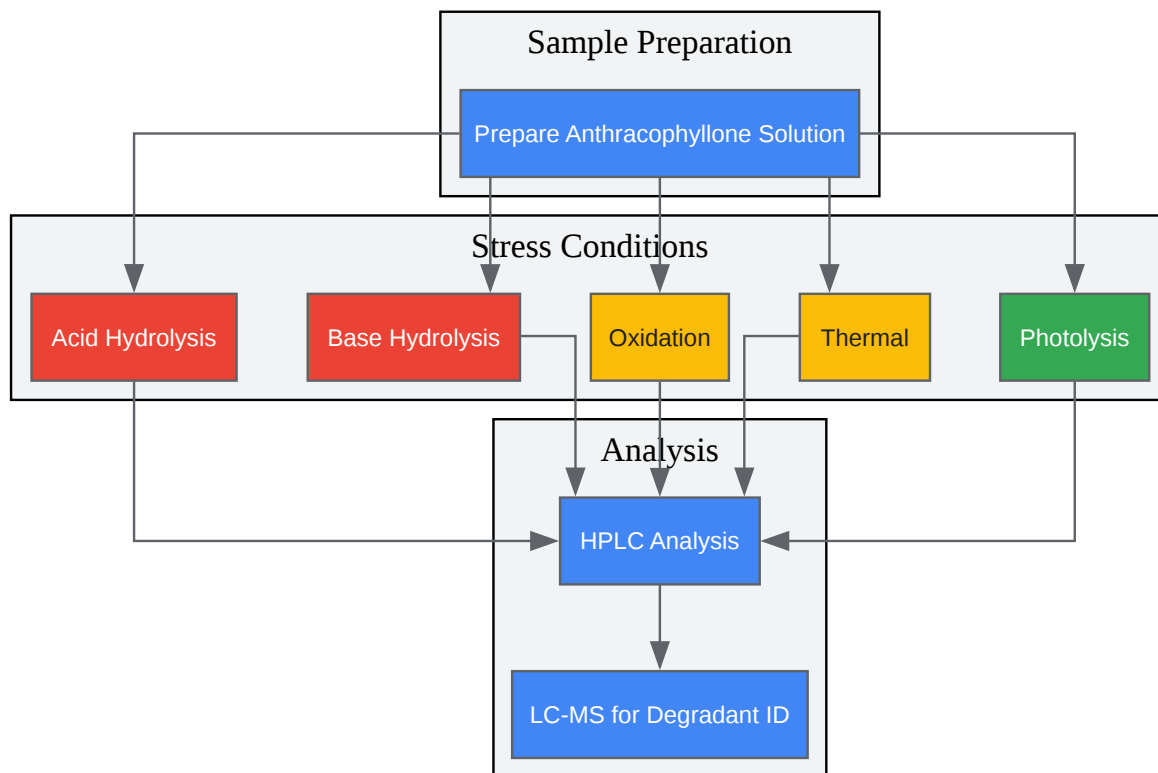 Sample Preparation
Prepare Anthracophyllone Solution
Stress Conditions
Acid Hydrolysis
Base Hydrolysis
Oxidation
Thermal
Photolysis
Analysis
HPLC Analysis
LC-MS for Degradant ID